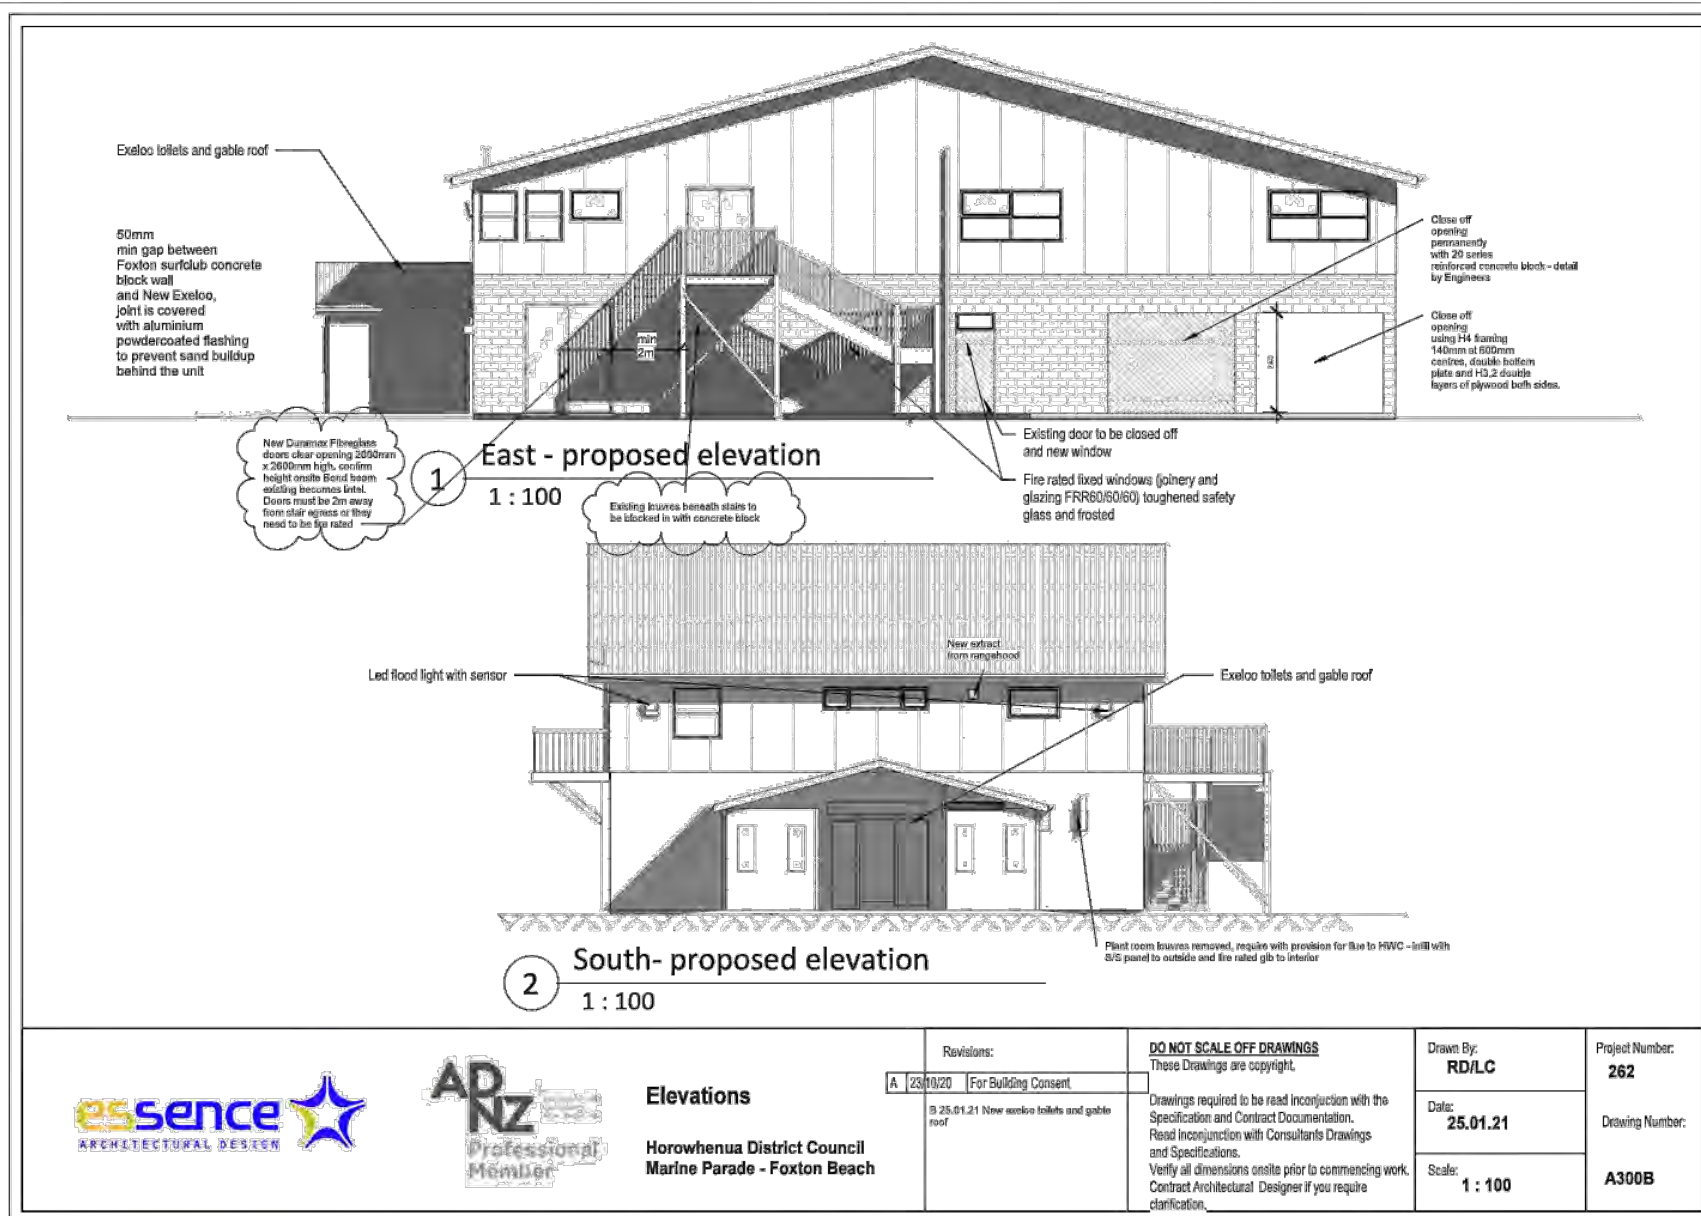 Exeloo toilets and gable roof
50mm
min gap between
Foxton surfclub concrete
block wall
and New Exeloo,
joint is covered
with aluminium
powdercoated flashing
to prevent sand buildup
behind the unit
min
2m
Close off
opening
permanently
with 20 series
reinforced concrete block - detail
by Engineers
Close off
opening
using H4 framing
140mm at 600mm
centres, double bottom
plate and H3.2 double
layers of plywood both sides.
New Duramax Fibreglass
doors clear opening 2000mm
x 2600mm high, confirm
height onsite Bond beam
existing becomes lintel.
Doors must be 2m away
from stair egress or they
need to be fire rated
1
East - proposed elevation
1 : 100
Existing louvres beneath stairs to
be blocked in with concrete block
Existing door to be closed off
and new window
Fire rated fixed windows (joinery and
glazing FRR60/60/60) toughened safety
glass and frosted
New extract
from rangehood
Led flood light with sensor
Exeloo toilets and gable roof
Plant room louvres removed, require with provision for flue to HWC - infill with
S/S panel to outside and fire rated gib to interior
2
South- proposed elevation
1 : 100
essence
ARCHITECTURAL DESIGN
ADNZ
Professional
Member
Elevations
Horowhenua District Council
Marine Parade - Foxton Beach
Revisions:
A 23/10/20 For Building Consent
B 25.01.21 New exeloo toilets and gable
roof
DO NOT SCALE OFF DRAWINGS
These Drawings are copyright.
Drawings required to be read inconjuction with the
Specification and Contract Documentation.
Read inconjunction with Consultants Drawings
and Specifications.
Verify all dimensions onsite prior to commencing work.
Contract Architectural Designer if you require
clarification.
Drawn By:
RD/LC
Date:
25.01.21
Scale:
1 : 100
Project Number:
262
Drawing Number:
A300B